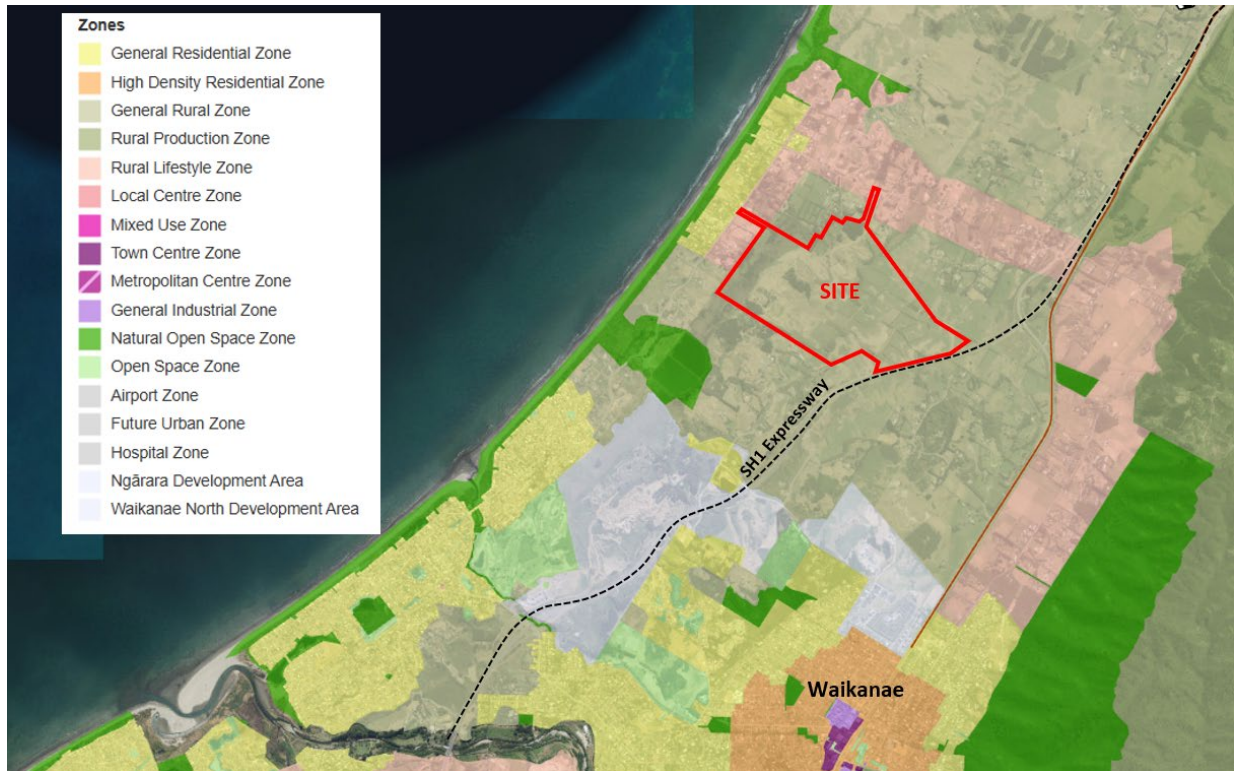 Zones
General Residential Zone
High Density Residential Zone
General Rural Zone
Rural Production Zone
Rural Lifestyle Zone
Local Centre Zone
Mixed Use Zone
Town Centre Zone
Metropolitan Centre Zone
General Industrial Zone
Natural Open Space Zone
Open Space Zone
Airport Zone
Future Urban Zone
Hospital Zone
Ngārara Development Area
Waikanae North Development Area
SITE
SH1 Expressway
Waikanae